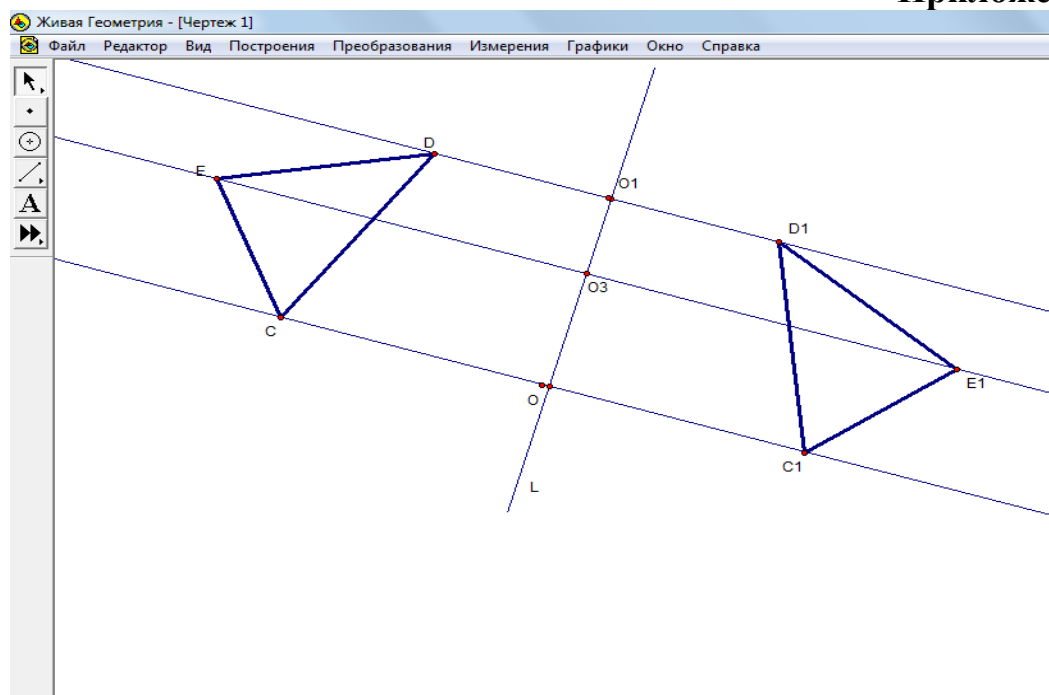 Приложе
Живая Геометрия - [Чертеж 1]
Файл Редактор Вид Построения Преобразования Измерения Графики Окно Справка
A
D
E
O1
D1
O3
C
E1
O
C1
L